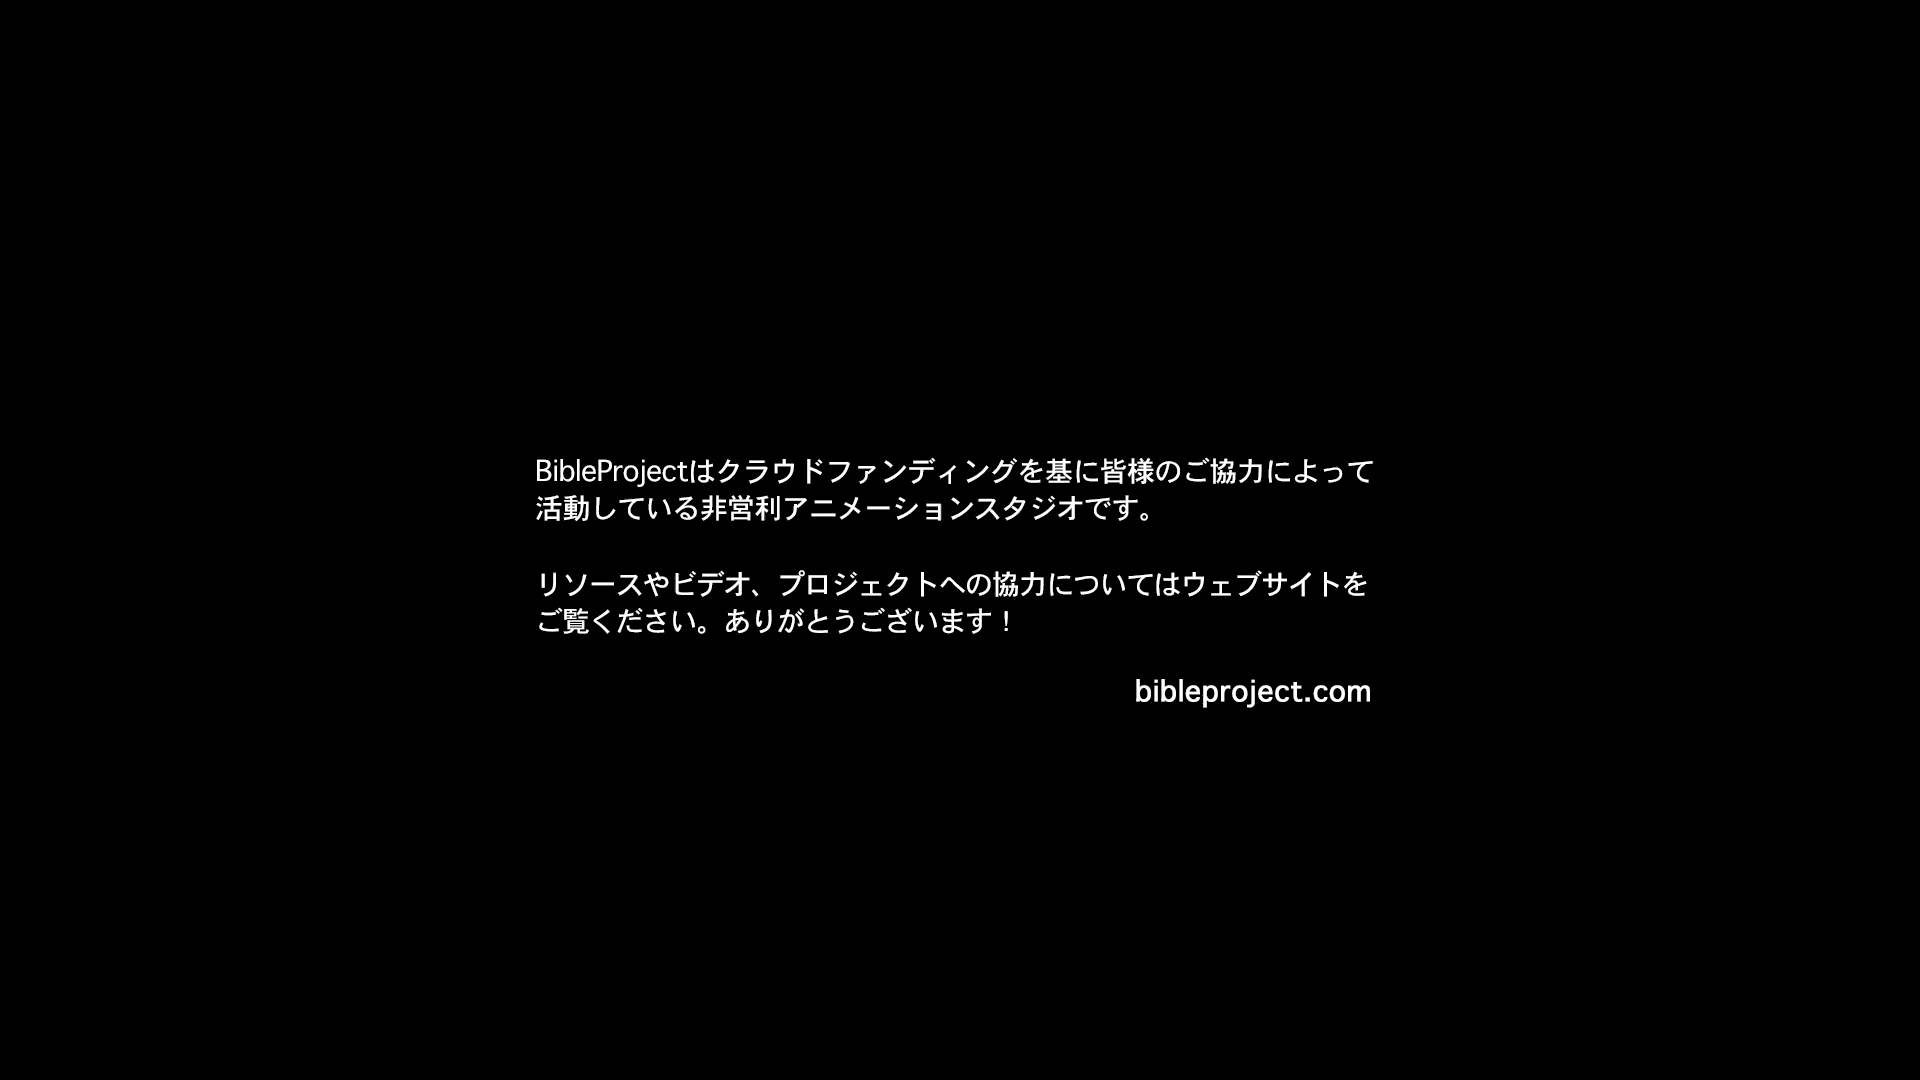 BibleProjectはクラウドファンディングを基に皆様のご協力によって
活動している非営利アニメーションスタジオです。
リソースやビデオ、プロジェクトへの協力についてはウェブサイトを
ご覧ください。ありがとうございます！
bibleproject.com